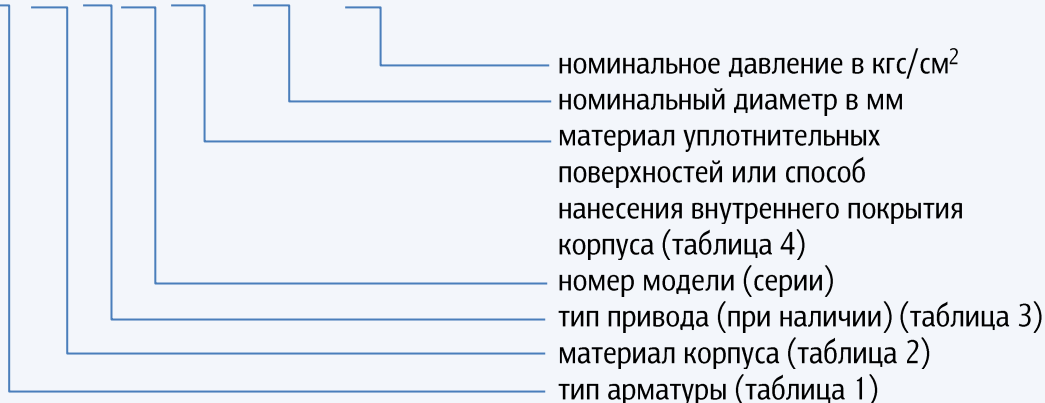 номинальное давление в кгс/см²
номинальный диаметр в мм
материал уплотнительных
поверхностей или способ
нанесения внутреннего покрытия
корпуса (таблица 4)
номер модели (серии)
тип привода (при наличии) (таблица 3)
материал корпуса (таблица 2)
тип арматуры (таблица 1)